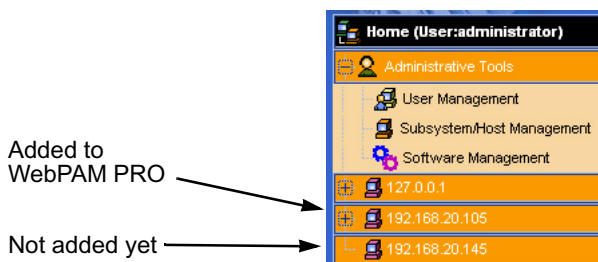 Home (User:administrator)
Administrative Tools
User Management
Subsystem/Host Management
Software Management
127.0.0.1
192.168.20.105
192.168.20.145
Added to
WebPAM PRO
Not added yet